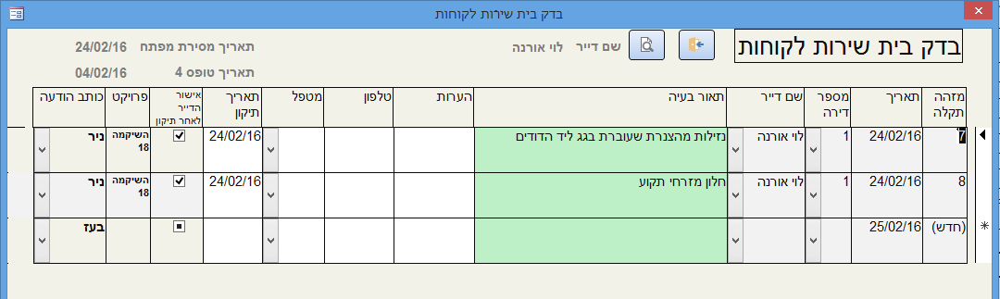 בדק בית שירות לקוחות
בדק בית שירות לקוחות
שם דייר לוי אורנה
תאריך מסירת מפתח 24/02/16
תאריך טופס 4 04/02/16
מזהה תקלה
תאריך
מספר דירה
שם דייר
תאור בעיה
הערות
טלפון
מטפל
תאריך תיקון
אישור הדייר לאחר תיקון
פרויקט
כותב הודעה
7 24/02/16 1 לוי אורנה נזילות מהצנרת שעוברת בגג ליד הדודים 24/02/16 השיקמה 18 ניר
8 24/02/16 1 לוי אורנה חלון מזרחי תקוע 24/02/16 השיקמה 18 ניר
(חדש) 25/02/16 בעז